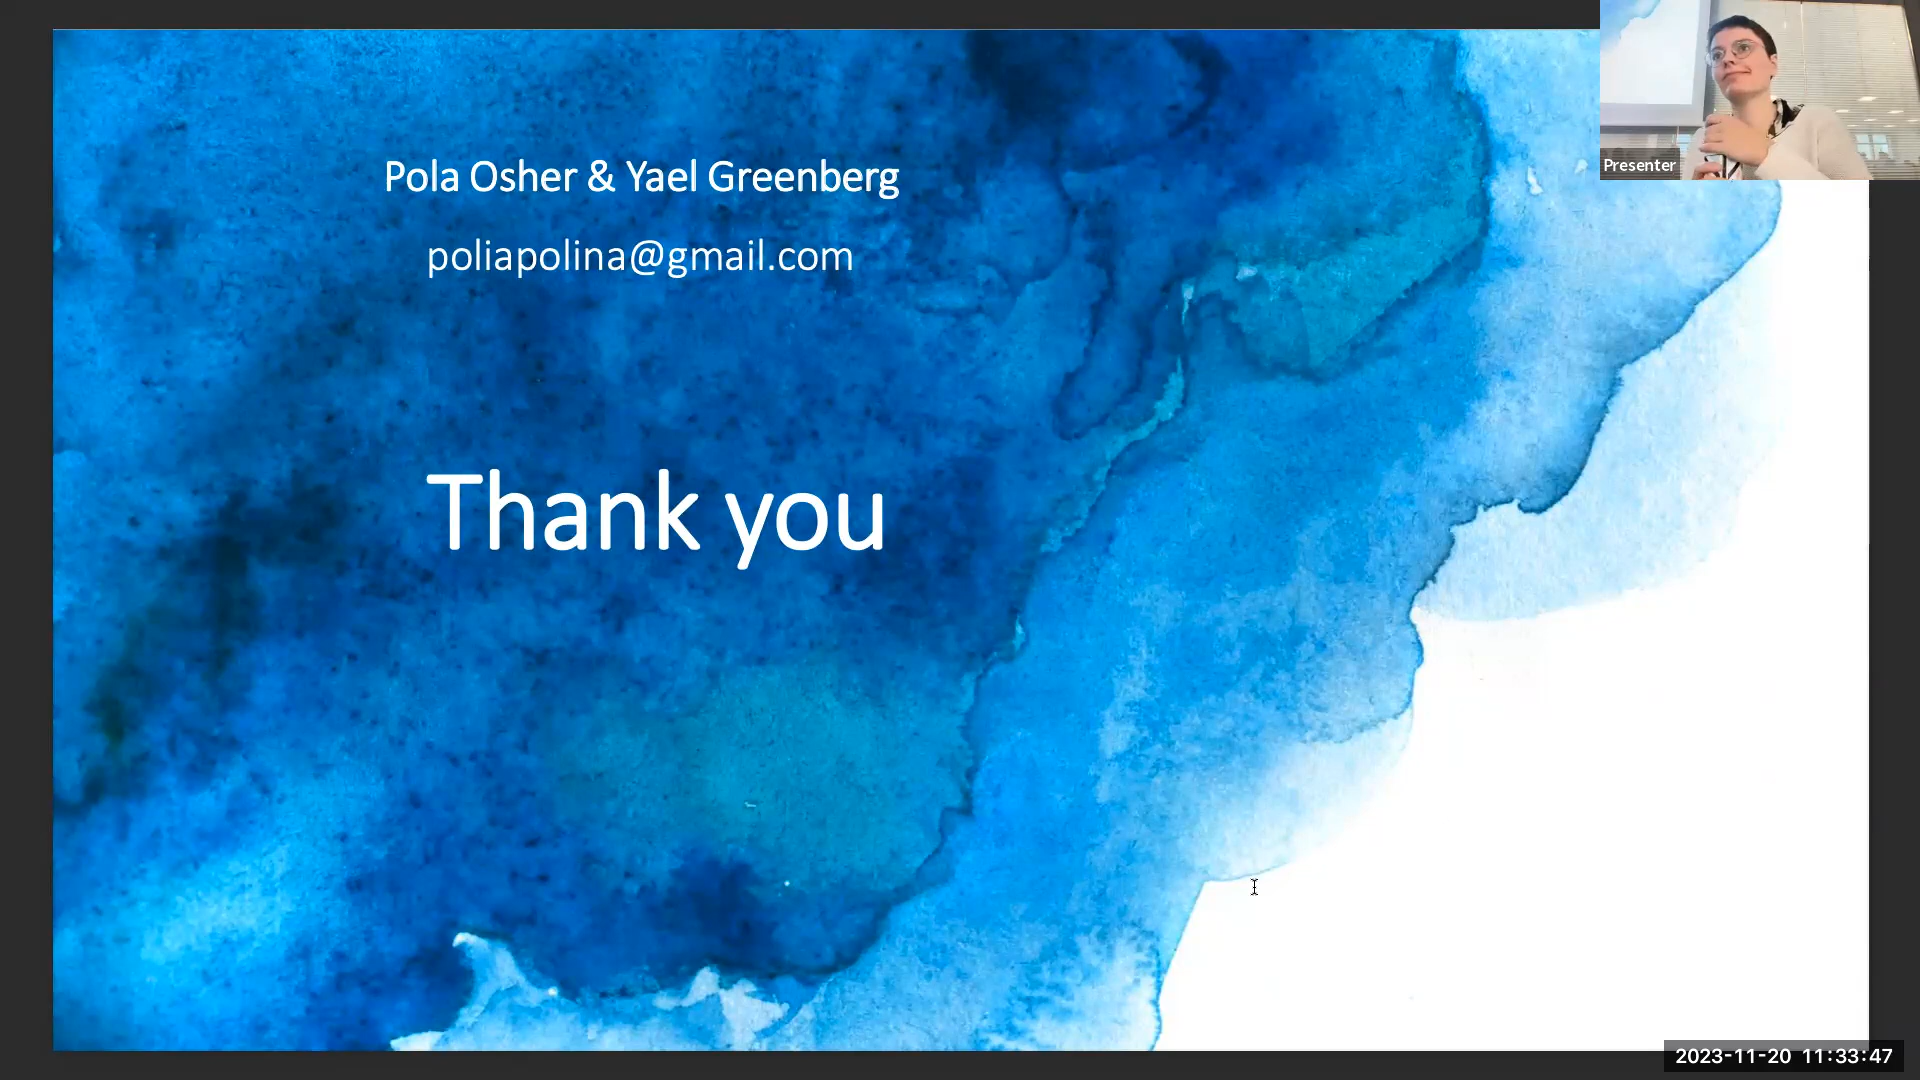 Presenter
Pola Osher & Yael Greenberg
poliapolina@gmail.com
Thank you
2023-11-20 11:33:47